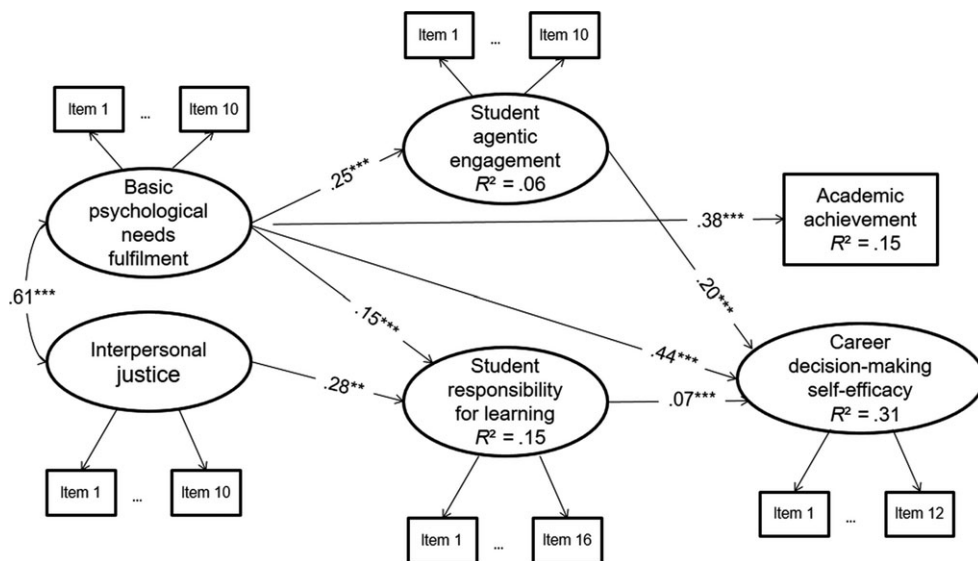 Item 1 ... Item 10
Student
agentic
engagement
R² = .06
Item 1 ... Item 10
Basic
psychological
needs
fulfilment
.25***
.38***
Academic
achievement
R² = .15
.61***
.15***
.20***
Interpersonal
justice
.28**
Student
responsibility
for learning
R² = .15
.44***
.07***
Career
decision-making
self-efficacy
R² = .31
Item 1 ... Item 10
Item 1 ... Item 16
Item 1 ... Item 12